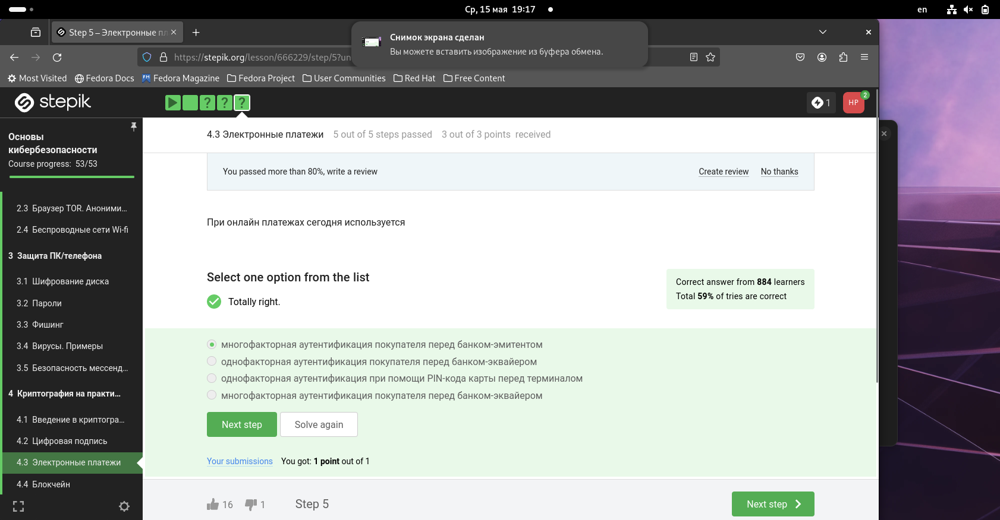 Ср, 15 мая 19:17
en
Step 5 – Электронные пл
Снимок экрана сделан
Вы можете вставить изображение из буфера обмена.
https://stepik.org/lesson/666229/step/5?un
Most Visited Fedora Docs Fedora Magazine Fedora Project User Communities Red Hat Free Content
stepik
? ? ?
1
HP
2
Основы кибербезопасности
Course progress: 53/53
2.3 Браузер TOR. Аноними...
2.4 Беспроводные сети Wi-fi
3 Защита ПК/телефона
3.1 Шифрование диска
3.2 Пароли
3.3 Фишинг
3.4 Вирусы. Примеры
3.5 Безопасность мессенд...
4 Криптография на практи...
4.1 Введение в криптогра...
4.2 Цифровая подпись
4.3 Электронные платежи
4.4 Блокчейн
4.3 Электронные платежи 5 out of 5 steps passed 3 out of 3 points received
You passed more than 80%, write a review
Create review No thanks
При онлайн платежах сегодня используется
Select one option from the list
Totally right.
Correct answer from 884 learners
Total 59% of tries are correct
многофакторная аутентификация покупателя перед банком-эмитентом
однофакторная аутентификация покупателя перед банком-эквайером
однофакторная аутентификация при помощи PIN-кода карты перед терминалом
многофакторная аутентификация покупателя перед банком-эквайером
Next step Solve again
Your submissions You got: 1 point out of 1
16 1 Step 5
Next step